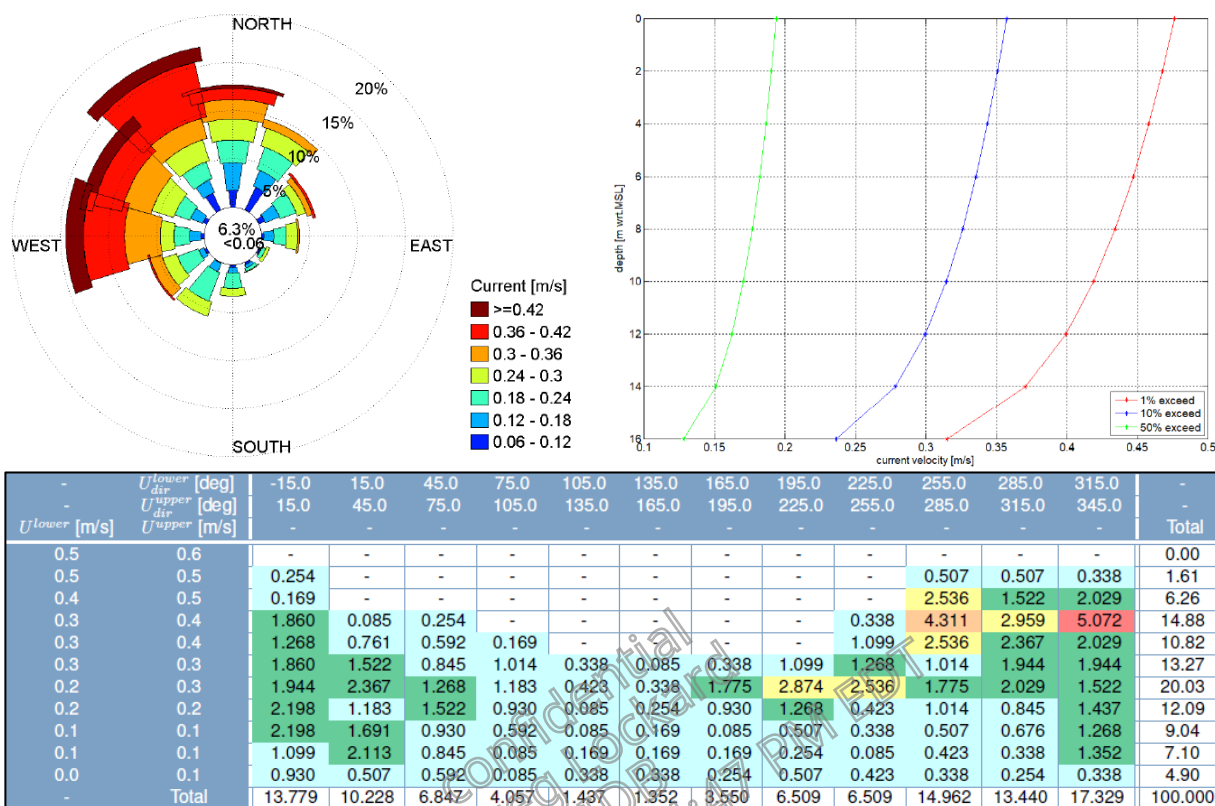 NORTH
20%
15%
10%
5%
6.3%
<0.06
WEST
EAST
SOUTH
Current [m/s]
>=0.42
0.36 - 0.42
0.3 - 0.36
0.24 - 0.3
0.18 - 0.24
0.12 - 0.18
0.06 - 0.12
depth [m wrt.MSL]
0
2
4
6
8
10
12
14
16
0.1 0.15 0.2 0.25 0.3 0.35 0.4 0.45 0.5
current velocity [m/s]
1% exceed
10% exceed
50% exceed
- U_dir^lower [deg] -15.0 15.0 45.0 75.0 105.0 135.0 165.0 195.0 225.0 255.0 285.0 315.0 -
- U_dir^upper [deg] 15.0 45.0 75.0 105.0 135.0 165.0 195.0 225.0 255.0 285.0 315.0 345.0 -
U^lower [m/s] U^upper [m/s] - - - - - - - - - - - - Total
0.5 0.6 - - - - - - - - - - - - 0.00
0.5 0.5 0.254 - - - - - - - - 0.507 0.507 0.338 1.61
0.4 0.5 0.169 - - - - - - - - 2.536 1.522 2.029 6.26
0.3 0.4 1.860 0.085 0.254 - - - - - 0.338 4.311 2.959 5.072 14.88
0.3 0.4 1.268 0.761 0.592 0.169 - - - - 1.099 2.536 2.367 2.029 10.82
0.3 0.3 1.860 1.522 0.845 1.014 0.338 0.085 0.338 1.099 1.268 1.014 1.944 1.944 13.27
0.2 0.3 1.944 2.367 1.268 1.183 0.423 0.338 1.775 2.874 2.536 1.775 2.029 1.522 20.03
0.2 0.2 2.198 1.183 1.522 0.930 0.085 0.254 0.930 1.268 0.423 1.014 0.845 1.437 12.09
0.1 0.1 2.198 1.691 0.930 0.592 0.085 0.169 0.085 0.507 0.338 0.507 0.676 1.268 9.04
0.1 0.1 1.099 2.113 0.845 0.085 0.169 0.169 0.169 0.254 0.085 0.423 0.338 1.352 7.10
0.0 0.1 0.930 0.507 0.592 0.085 0.338 0.338 0.254 0.507 0.423 0.338 0.254 0.338 4.90
- Total 13.779 10.228 6.847 4.057 1.437 1.352 3.550 6.509 6.509 14.962 13.440 17.329 100.000
confidential
Lockard
PM EDT